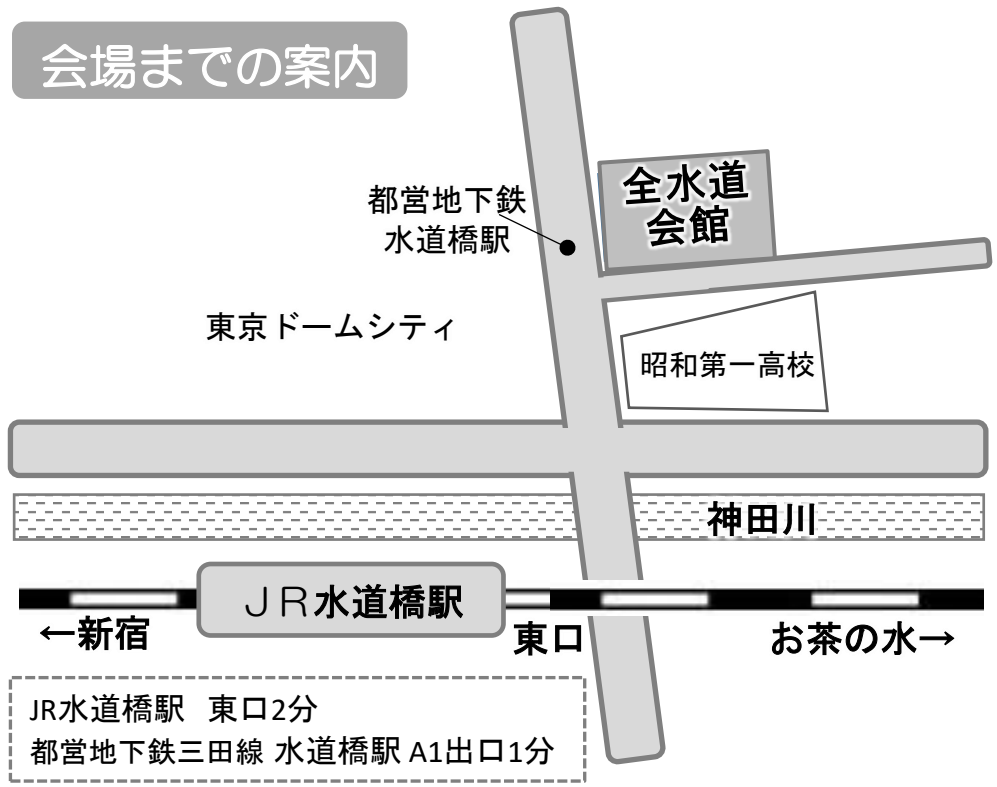 会場までの案内
全水道
会館
都営地下鉄
水道橋駅
東京ドームシティ
昭和第一高校
神田川
JR水道橋駅
←新宿
東口
お茶の水→
JR水道橋駅 東口2分
都営地下鉄三田線 水道橋駅 A1出口1分